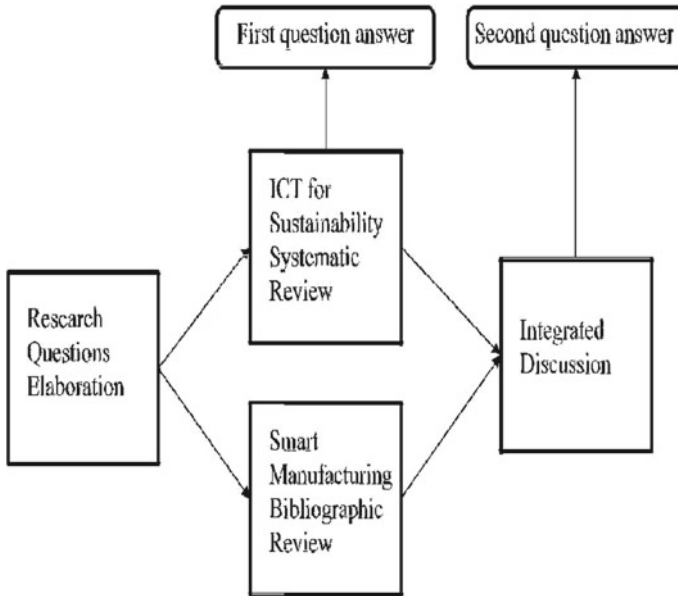 First question answer
Second question answer
ICT for
Sustainability
Systematic
Review
Research
Questions
Elaboration
Integrated
Discussion
Smart
Manufacturing
Bibliographic
Review